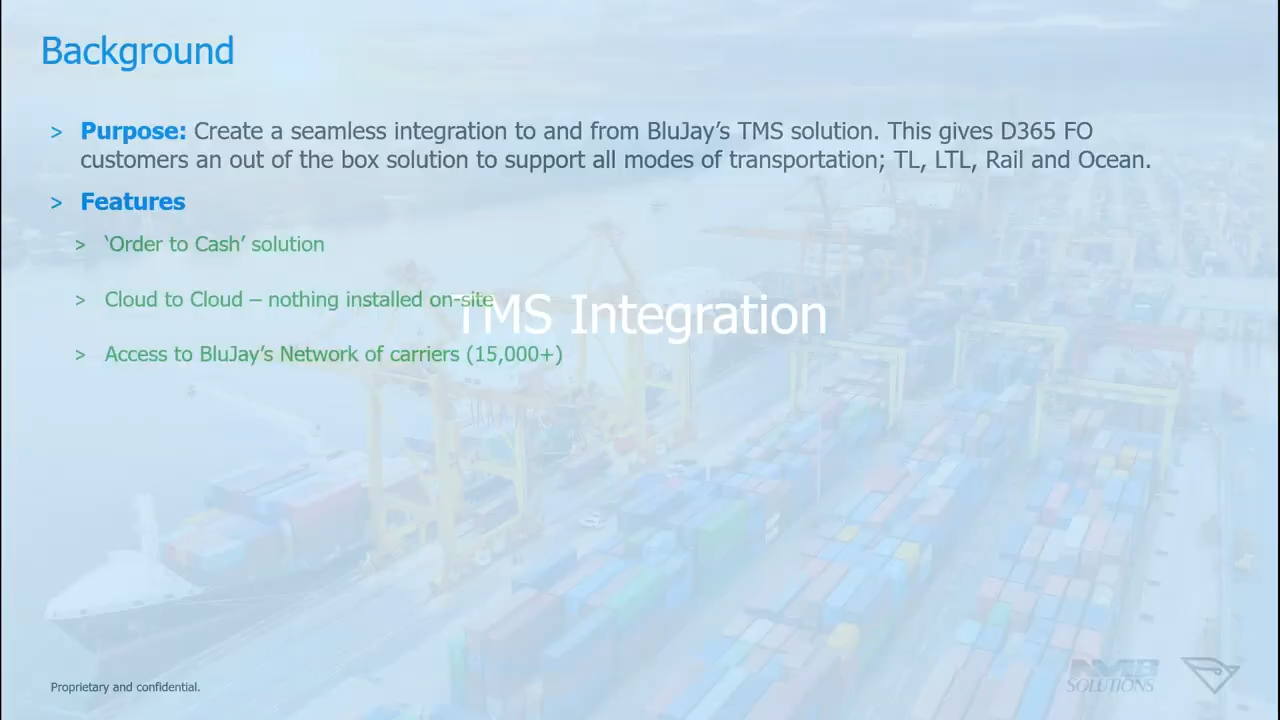 Background
> Purpose: Create a seamless integration to and from BluJay’s TMS solution. This gives D365 FO
customers an out of the box solution to support all modes of transportation; TL, LTL, Rail and Ocean.
> Features
> ‘Order to Cash’ solution
> Cloud to Cloud – nothing installed on-site
TMS Integration
> Access to BluJay’s Network of carriers (15,000+)
Proprietary and confidential.
SOLUTIONS